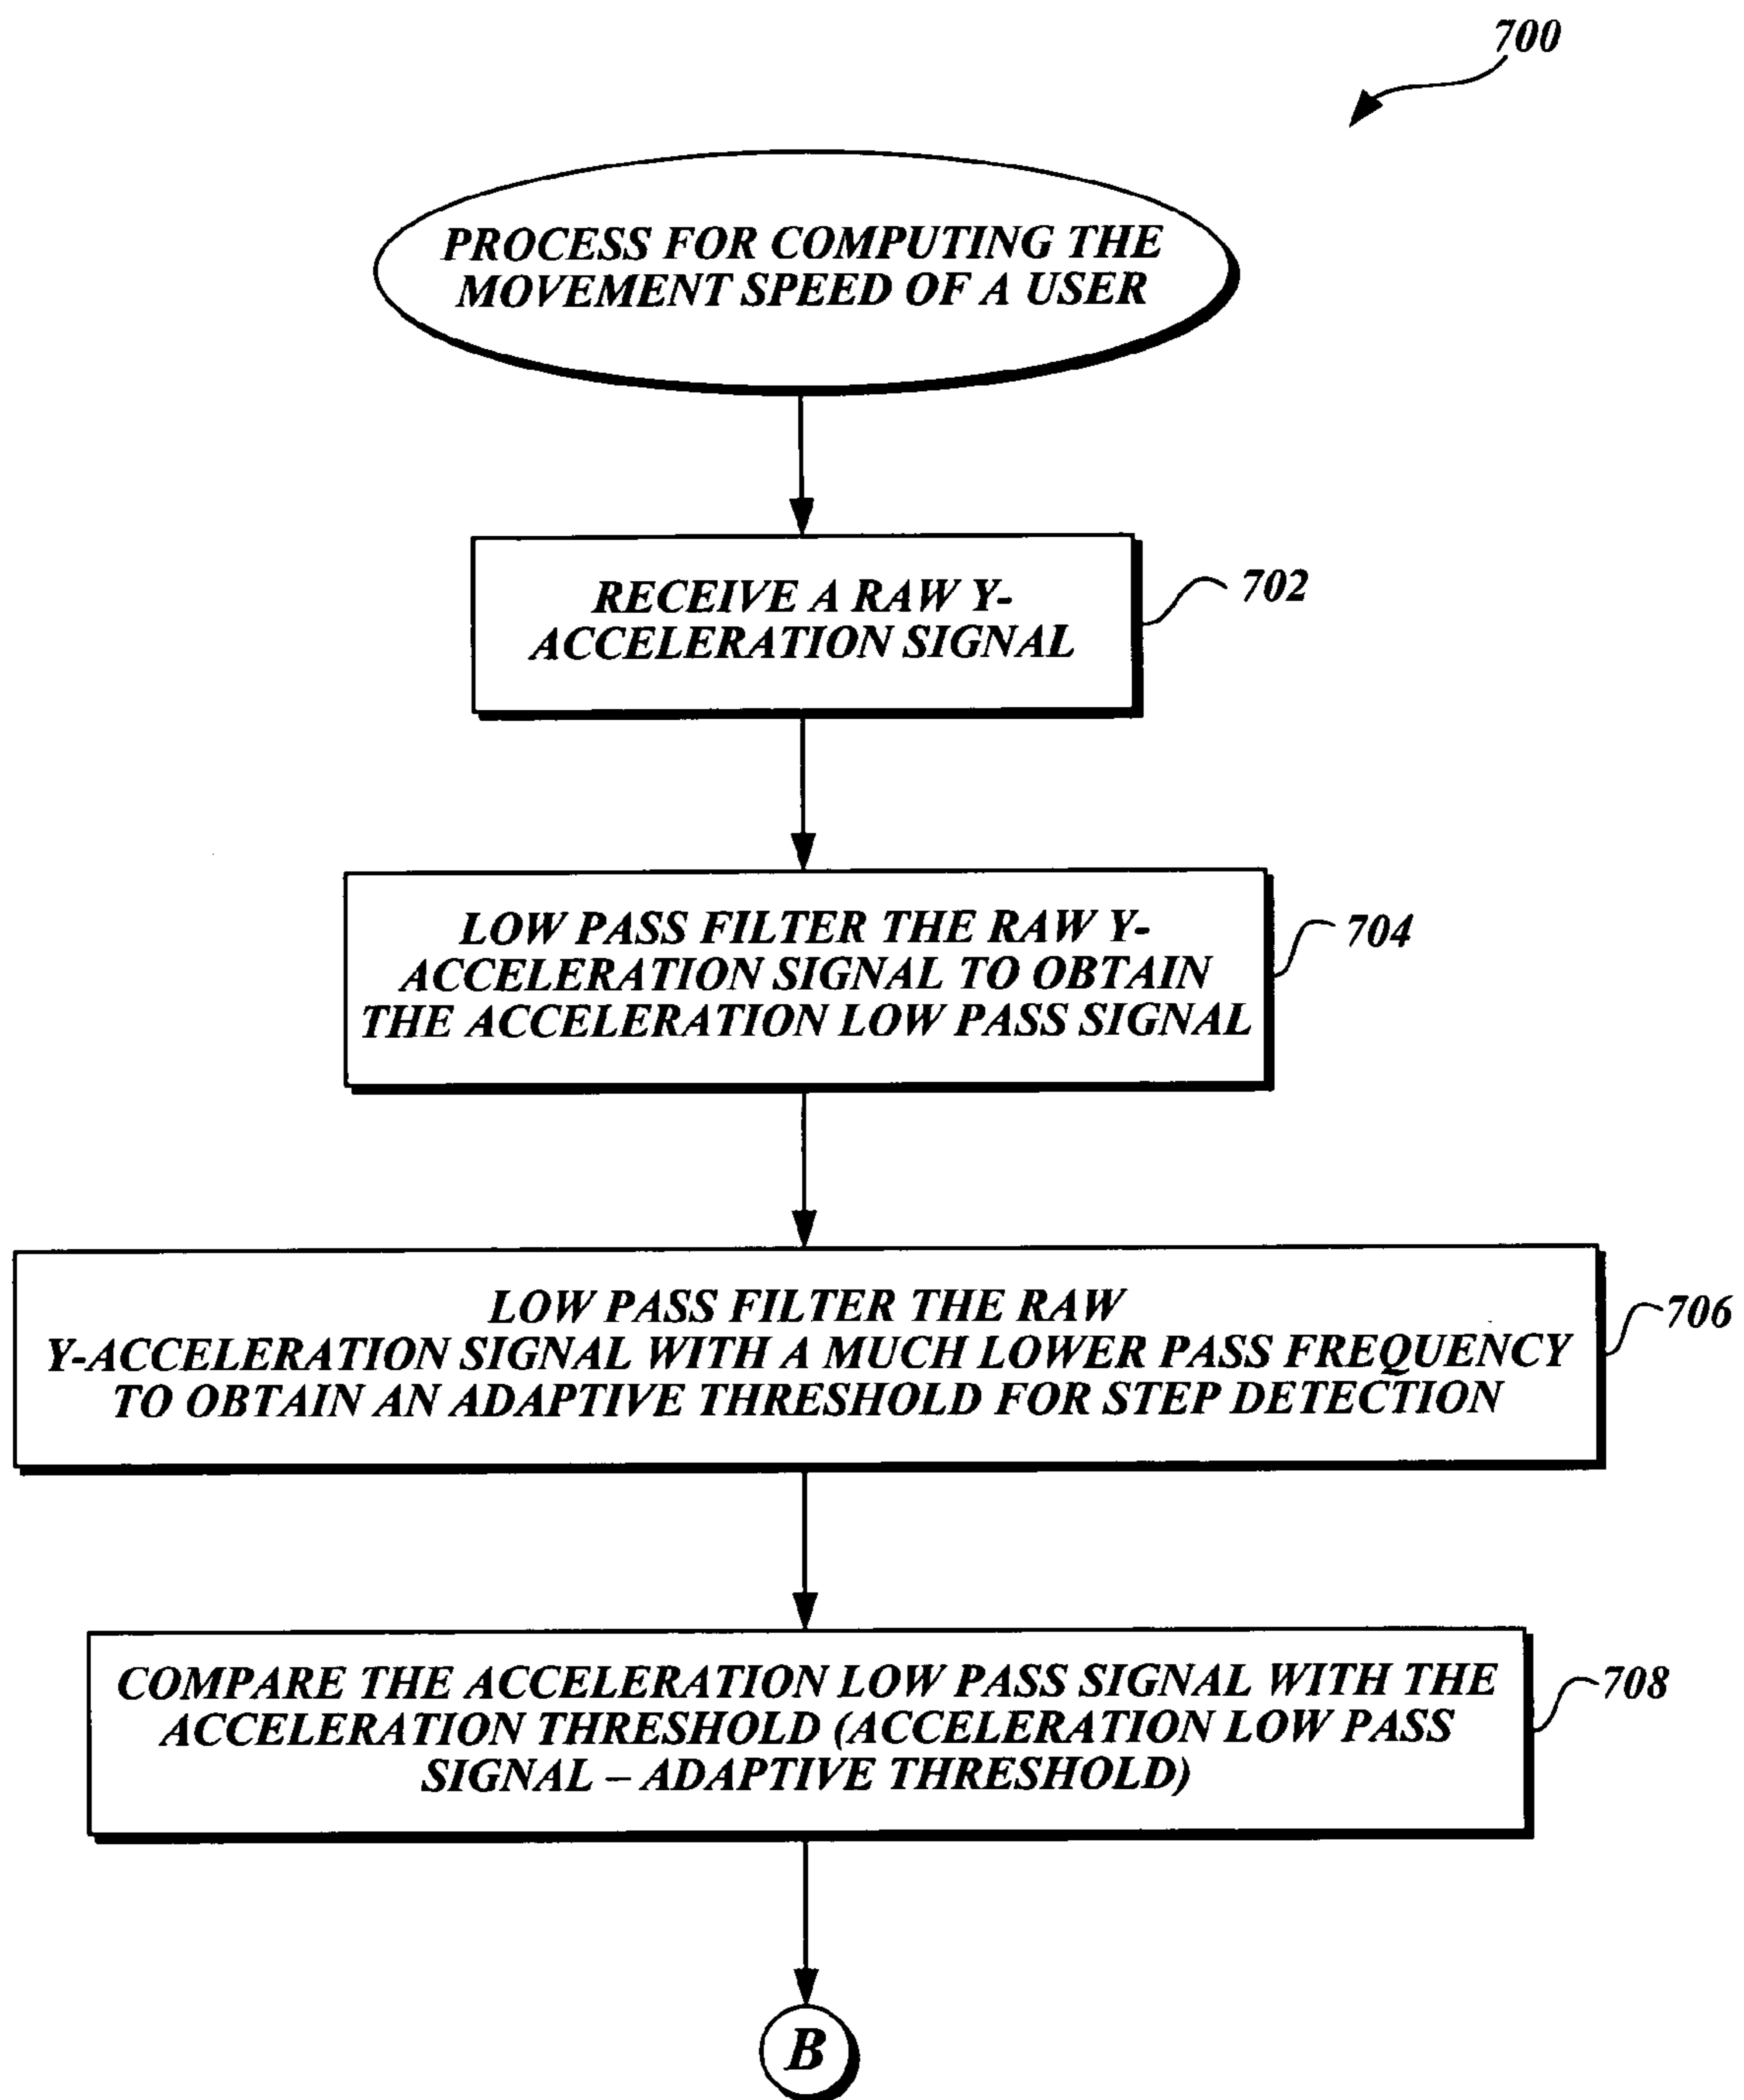 700
PROCESS FOR COMPUTING THE
MOVEMENT SPEED OF A USER
RECEIVE A RAW Y-
ACCELERATION SIGNAL
702
LOW PASS FILTER THE RAW Y-
ACCELERATION SIGNAL TO OBTAIN
THE ACCELERATION LOW PASS SIGNAL
704
LOW PASS FILTER THE RAW
Y-ACCELERATION SIGNAL WITH A MUCH LOWER PASS FREQUENCY
TO OBTAIN AN ADAPTIVE THRESHOLD FOR STEP DETECTION
706
COMPARE THE ACCELERATION LOW PASS SIGNAL WITH THE
ACCELERATION THRESHOLD (ACCELERATION LOW PASS
SIGNAL – ADAPTIVE THRESHOLD)
708
B